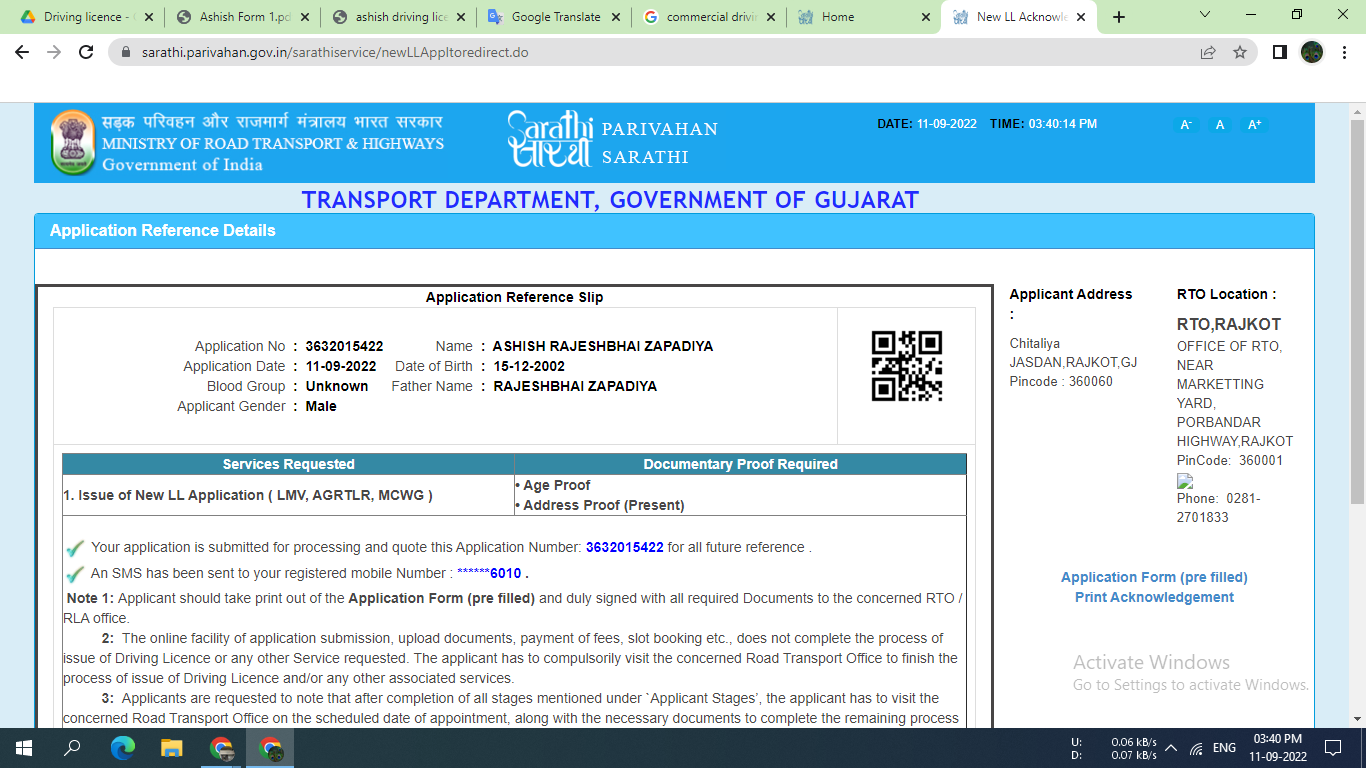 Driving licence -
Ashish Form 1.pd
ashish driving lice
Google Translate
commercial drivi
Home
New LL Acknowle
sarathi.parivahan.gov.in/sarathiservice/newLLAppltoredirect.do
सड़क परिवहन और राजमार्ग मंत्रालय भारत सरकार
MINISTRY OF ROAD TRANSPORT & HIGHWAYS
Government of India
Sarathi
सारथी
PARIVAHAN
SARATHI
DATE: 11-09-2022 TIME: 03:40:14 PM
A- A A+
TRANSPORT DEPARTMENT, GOVERNMENT OF GUJARAT
Application Reference Details
Application Reference Slip
Application No : 3632015422 Name : ASHISH RAJESHBHAI ZAPADIYA
Application Date : 11-09-2022 Date of Birth : 15-12-2002
Blood Group : Unknown Father Name : RAJESHBHAI ZAPADIYA
Applicant Gender : Male
Services Requested Documentary Proof Required
1. Issue of New LL Application ( LMV, AGRTLR, MCWG )
• Age Proof
• Address Proof (Present)
Your application is submitted for processing and quote this Application Number: 3632015422 for all future reference .
An SMS has been sent to your registered mobile Number : ******6010 .
Note 1: Applicant should take print out of the Application Form (pre filled) and duly signed with all required Documents to the concerned RTO /
RLA office.
2: The online facility of application submission, upload documents, payment of fees, slot booking etc., does not complete the process of
issue of Driving Licence or any other Service requested. The applicant has to compulsorily visit the concerned Road Transport Office to finish the
process of issue of Driving Licence and/or any other associated services.
3: Applicants are requested to note that after completion of all stages mentioned under `Applicant Stages', the applicant has to visit the
concerned Road Transport Office on the scheduled date of appointment, along with the necessary documents to complete the remaining process
Applicant Address
:
Chitaliya
JASDAN,RAJKOT,GJ
Pincode : 360060
RTO Location :
RTO,RAJKOT
OFFICE OF RTO,
NEAR
MARKETTING
YARD,
PORBANDAR
HIGHWAY,RAJKOT
PinCode: 360001
Phone: 0281-
2701833
Application Form (pre filled)
Print Acknowledgement
Activate Windows
Go to Settings to activate Windows.
U: 0.06 kB/s
D: 0.07 kB/s
ENG
03:40 PM
11-09-2022